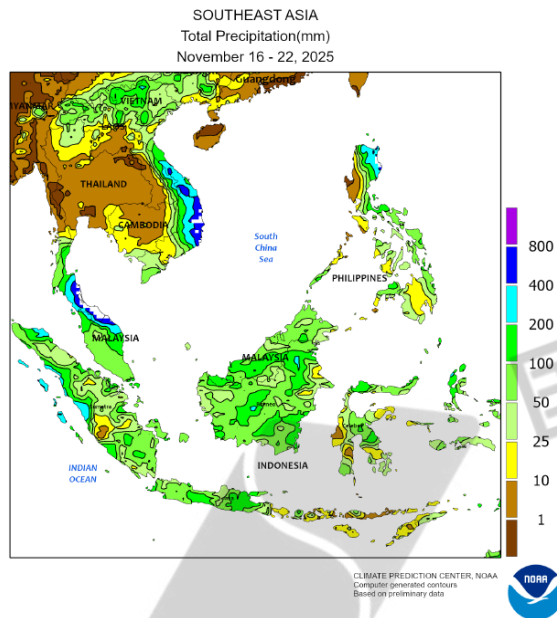 SOUTHEAST ASIA
Total Precipitation(mm)
November 16 - 22, 2025
Guangdong
MYANMAR
VIETNAM
LAOS
THAILAND
CAMBODIA
South
China
Sea
PHILIPPINES
MALAYSIA
MALAYSIA
INDIAN
OCEAN
INDONESIA
800
400
200
100
50
25
10
1
CLIMATE PREDICTION CENTER, NOAA
Computer generated contours
Based on preliminary data
NOAA